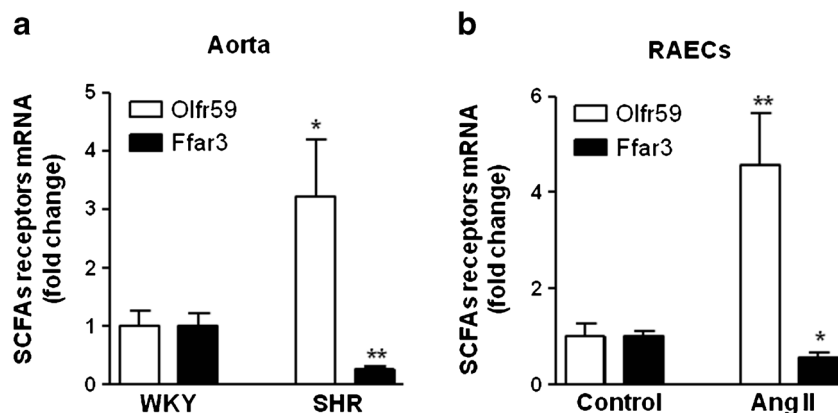 a
Aorta
SCFAs receptors mRNA
(fold change)
5
4
3
2
1
0
Olfr59
Ffar3
*
**
WKY
SHR
b
RAECs
SCFAs receptors mRNA
(fold change)
6
4
2
0
Olfr59
Ffar3
**
*
Control
Ang II